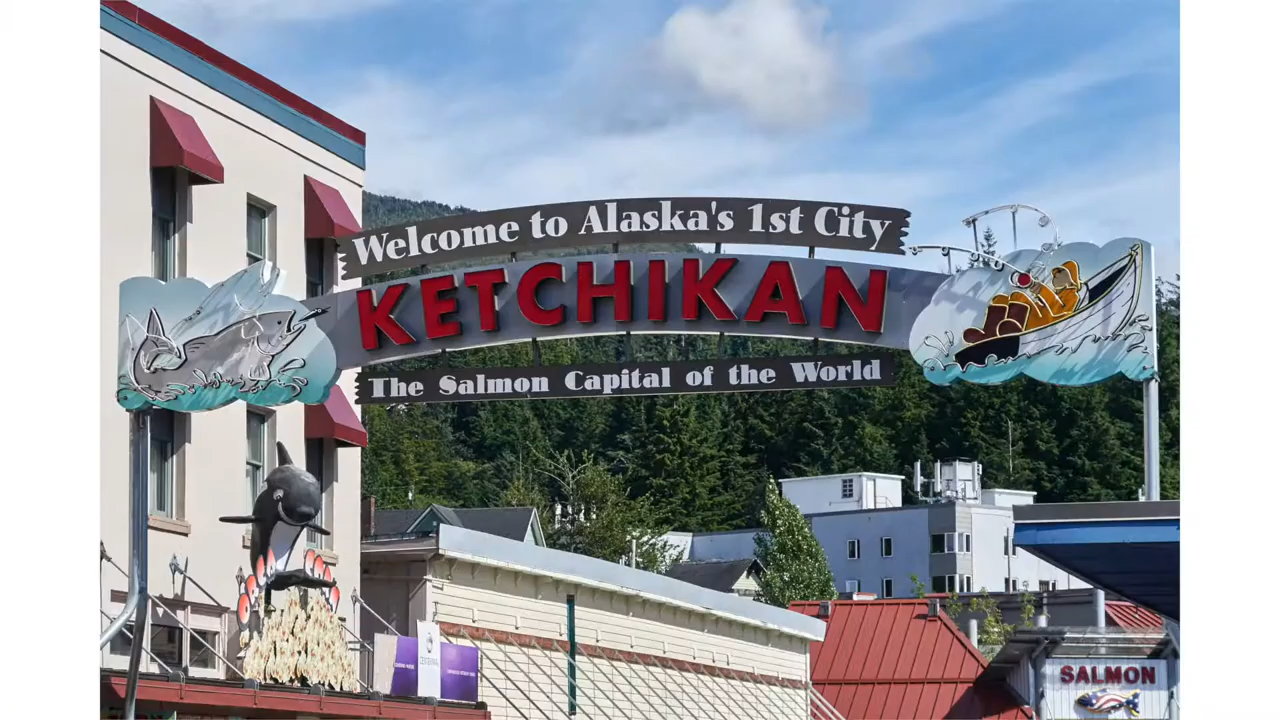 Welcome to Alaska's 1st City
KETCHIKAN
The Salmon Capital of the World
SALMON